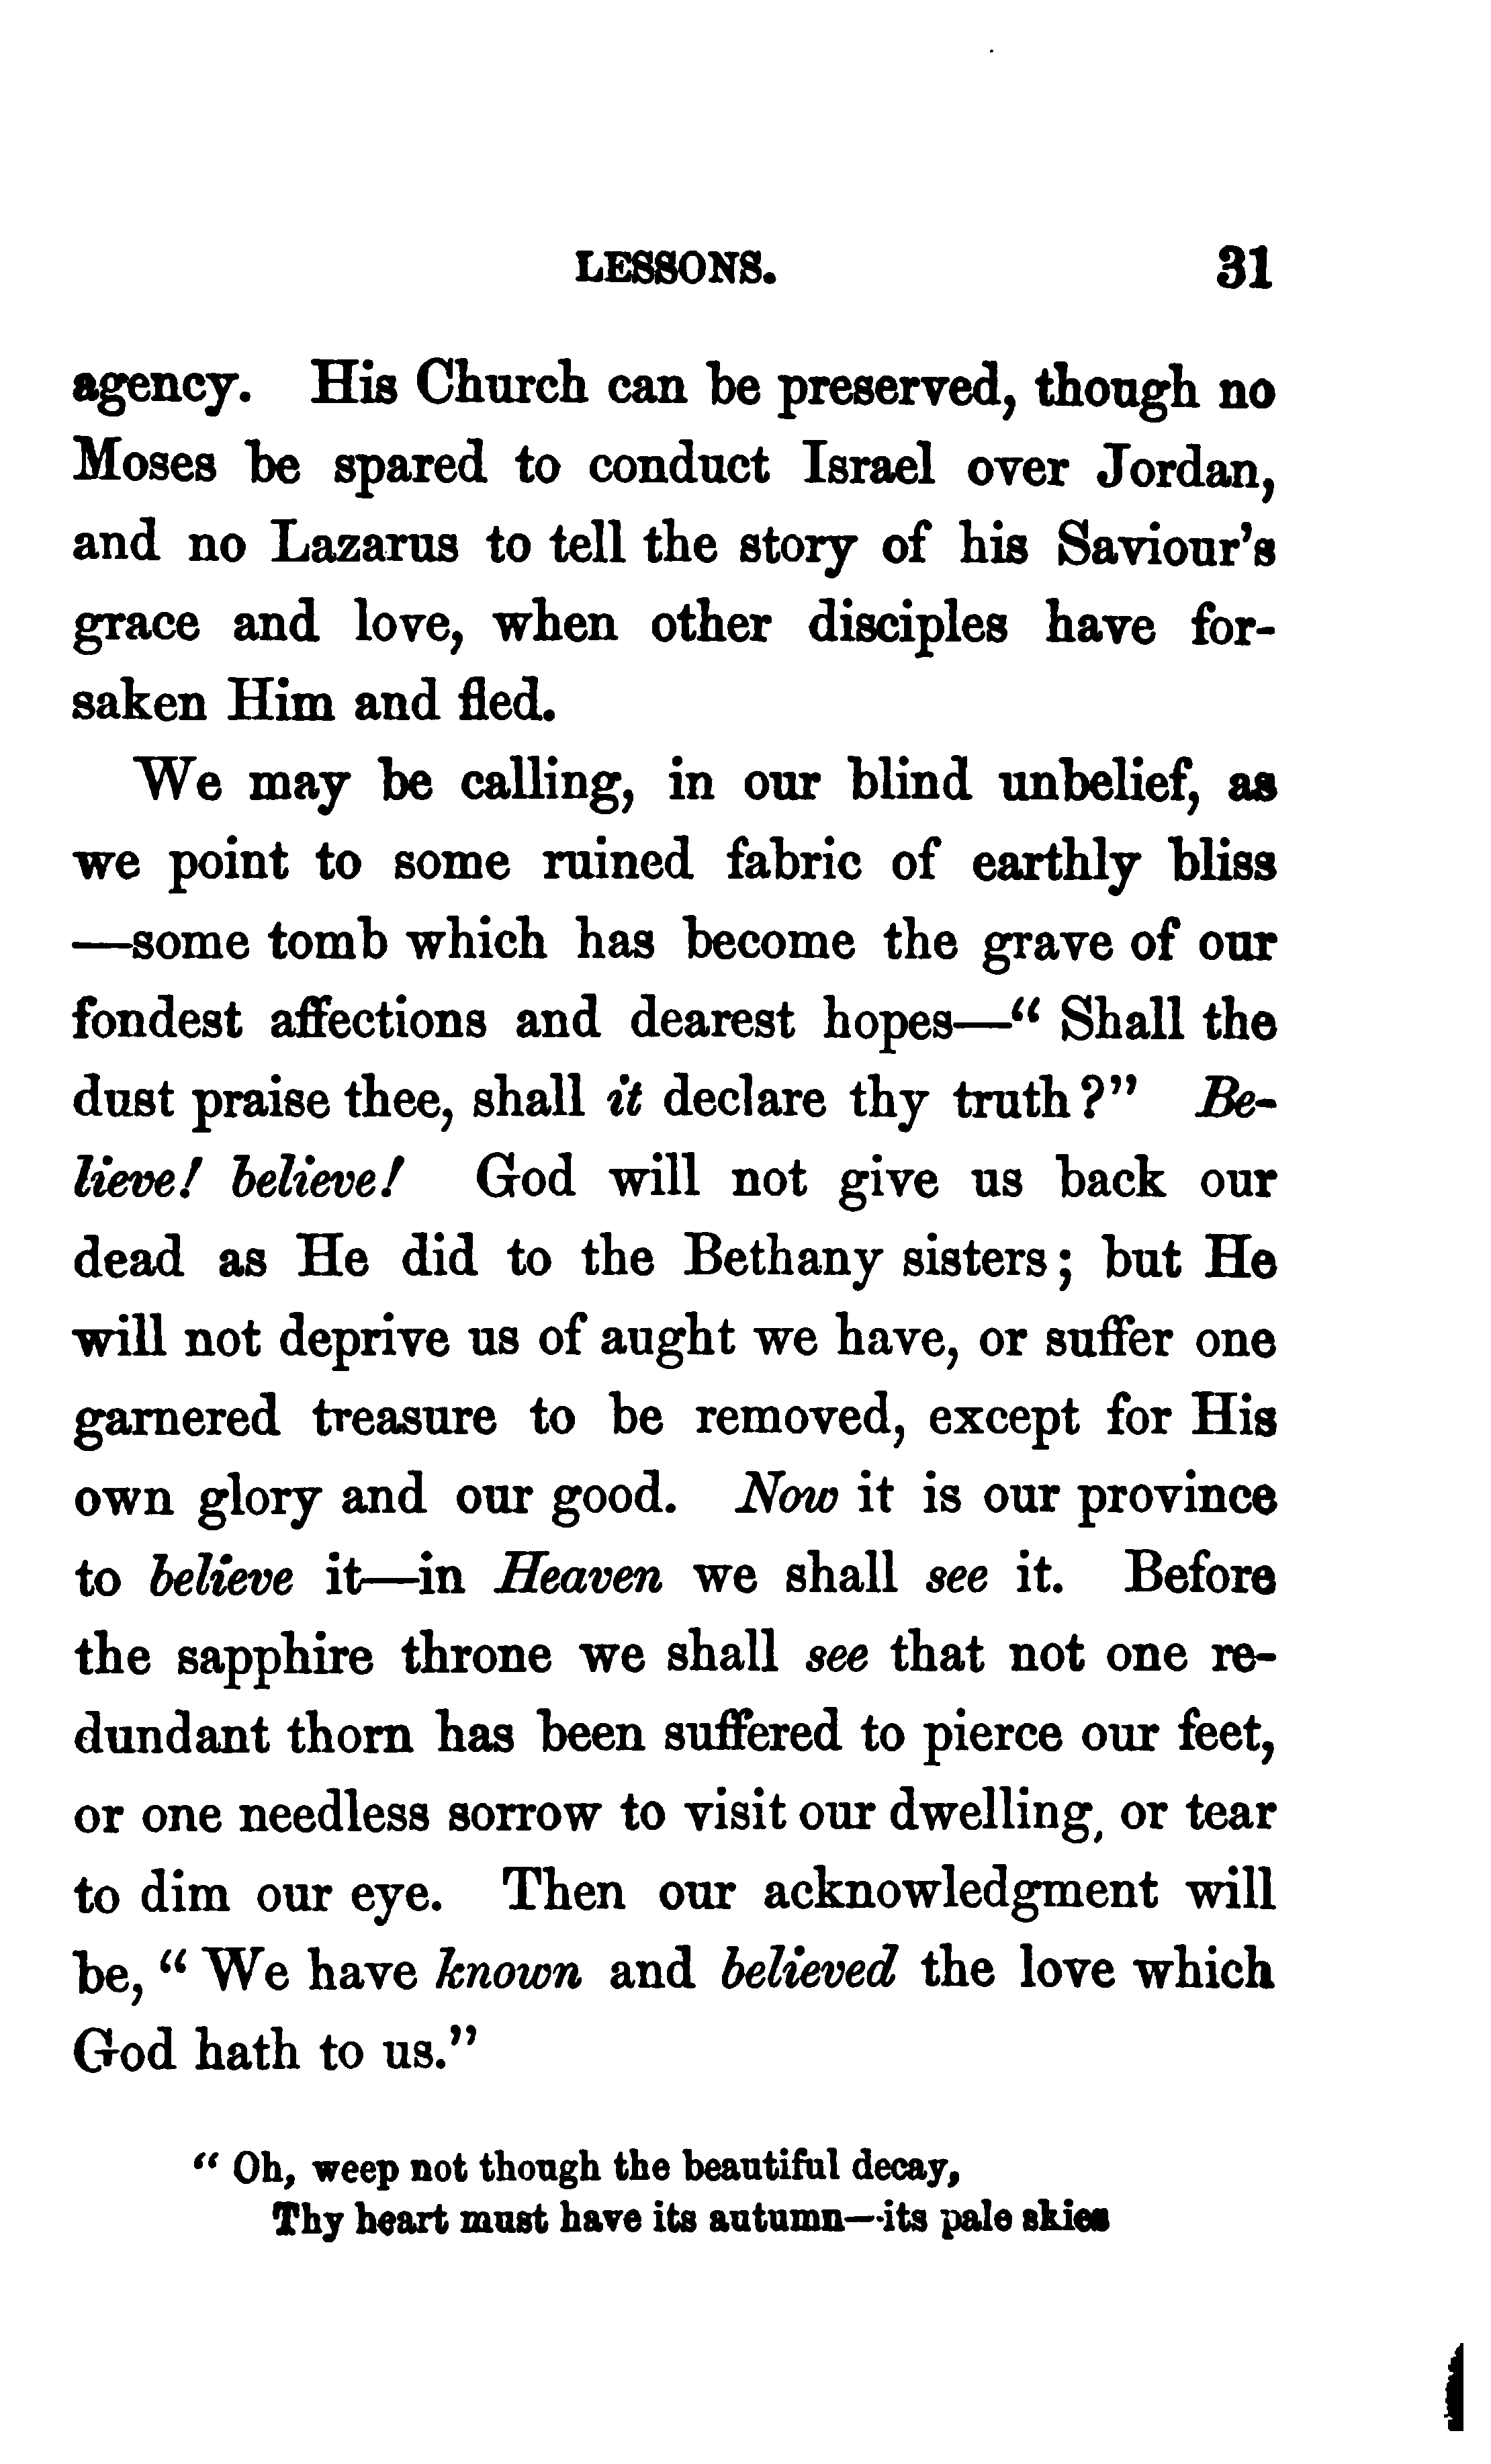 LESSONS. 31
agency. His Church can be preserved, though no
Moses be spared to conduct Israel over Jordan,
and no Lazarus to tell the story of his Saviour's
grace and love, when other disciples have for-
saken Him and fled.
We may be calling, in our blind unbelief, as
we point to some ruined fabric of earthly bliss
—some tomb which has become the grave of our
fondest affections and dearest hopes—“ Shall the
dust praise thee, shall it declare thy truth?” Be-
lieve! believe! God will not give us back our
dead as He did to the Bethany sisters; but He
will not deprive us of aught we have, or suffer one
garnered treasure to be removed, except for His
own glory and our good. Now it is our province
to believe it—in Heaven we shall see it. Before
the sapphire throne we shall see that not one re-
dundant thorn has been suffered to pierce our feet,
or one needless sorrow to visit our dwelling, or tear
to dim our eye. Then our acknowledgment will
be, “ We have known and believed the love which
God hath to us.”
“ Oh, weep not though the beautiful decay,
Thy heart must have its autumn—its pale skies